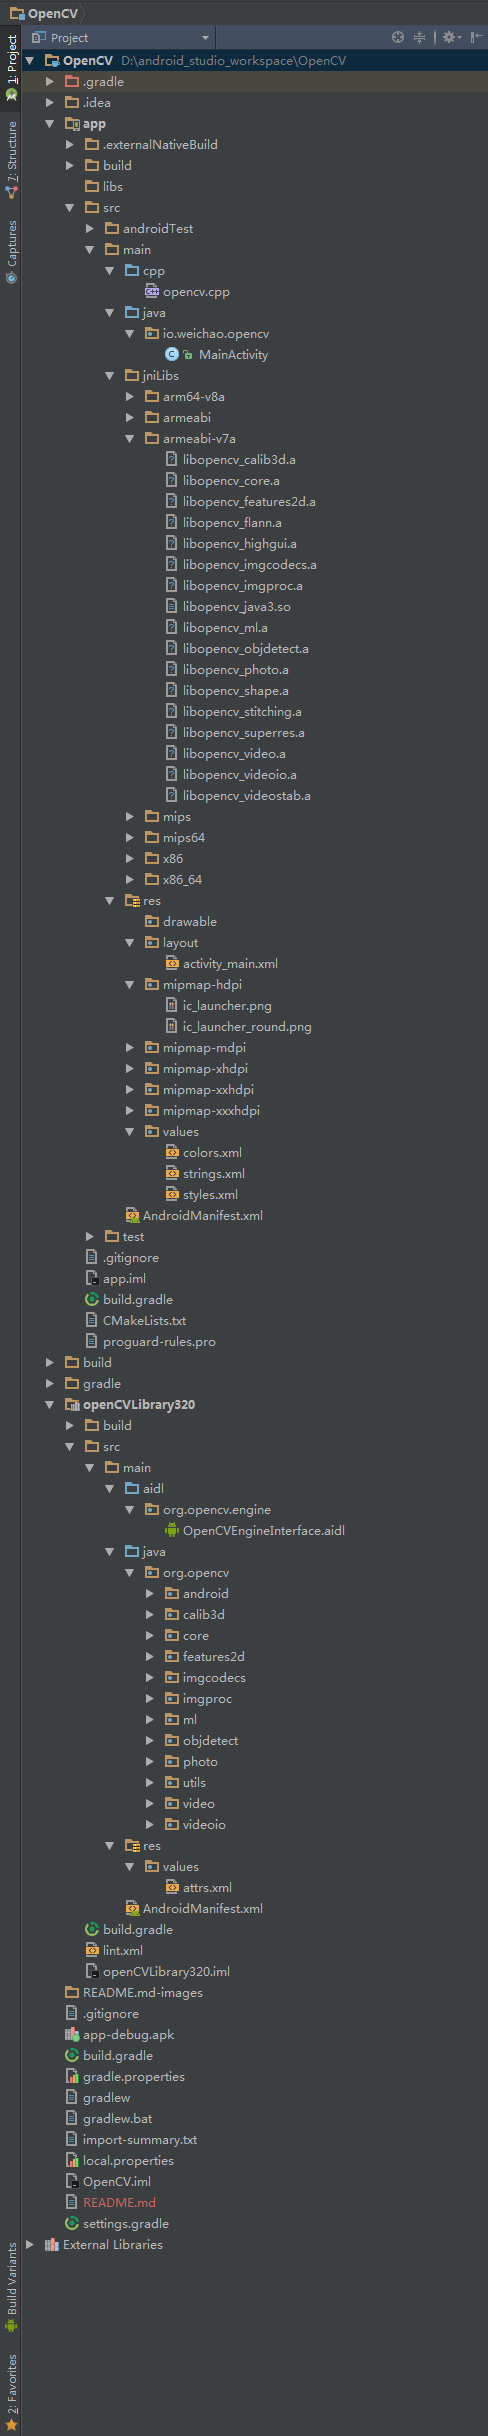 OpenCV
Project
OpenCV D:\android_studio_workspace\OpenCV
.gradle
.idea
app
.externalNativeBuild
build
libs
src
androidTest
main
cpp
opencv.cpp
java
io.weichao.opencv
MainActivity
jniLibs
arm64-v8a
armeabi
armeabi-v7a
libopencv_calib3d.a
libopencv_core.a
libopencv_features2d.a
libopencv_flann.a
libopencv_highgui.a
libopencv_imgcodecs.a
libopencv_imgproc.a
libopencv_java3.so
libopencv_ml.a
libopencv_objdetect.a
libopencv_photo.a
libopencv_shape.a
libopencv_stitching.a
libopencv_superres.a
libopencv_video.a
libopencv_videoio.a
libopencv_videostab.a
mips
mips64
x86
x86_64
res
drawable
layout
activity_main.xml
mipmap-hdpi
ic_launcher.png
ic_launcher_round.png
mipmap-mdpi
mipmap-xhdpi
mipmap-xxhdpi
mipmap-xxxhdpi
values
colors.xml
strings.xml
styles.xml
AndroidManifest.xml
test
.gitignore
app.iml
build.gradle
CMakeLists.txt
proguard-rules.pro
build
gradle
openCVLibrary320
build
src
main
aidl
org.opencv.engine
OpenCVEngineInterface.aidl
java
org.opencv
android
calib3d
core
features2d
imgcodecs
imgproc
ml
objdetect
photo
utils
video
videoio
res
values
attrs.xml
AndroidManifest.xml
build.gradle
lint.xml
openCVLibrary320.iml
README.md-images
.gitignore
app-debug.apk
build.gradle
gradle.properties
gradlew
gradlew.bat
import-summary.txt
local.properties
OpenCV.iml
README.md
settings.gradle
External Libraries
1: Project
7: Structure
Captures
Build Variants
2: Favorites